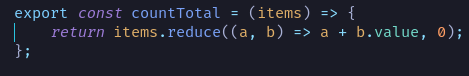 export const countTotal = (items) => {
    return items.reduce((a, b) => a + b.value, 0);
};